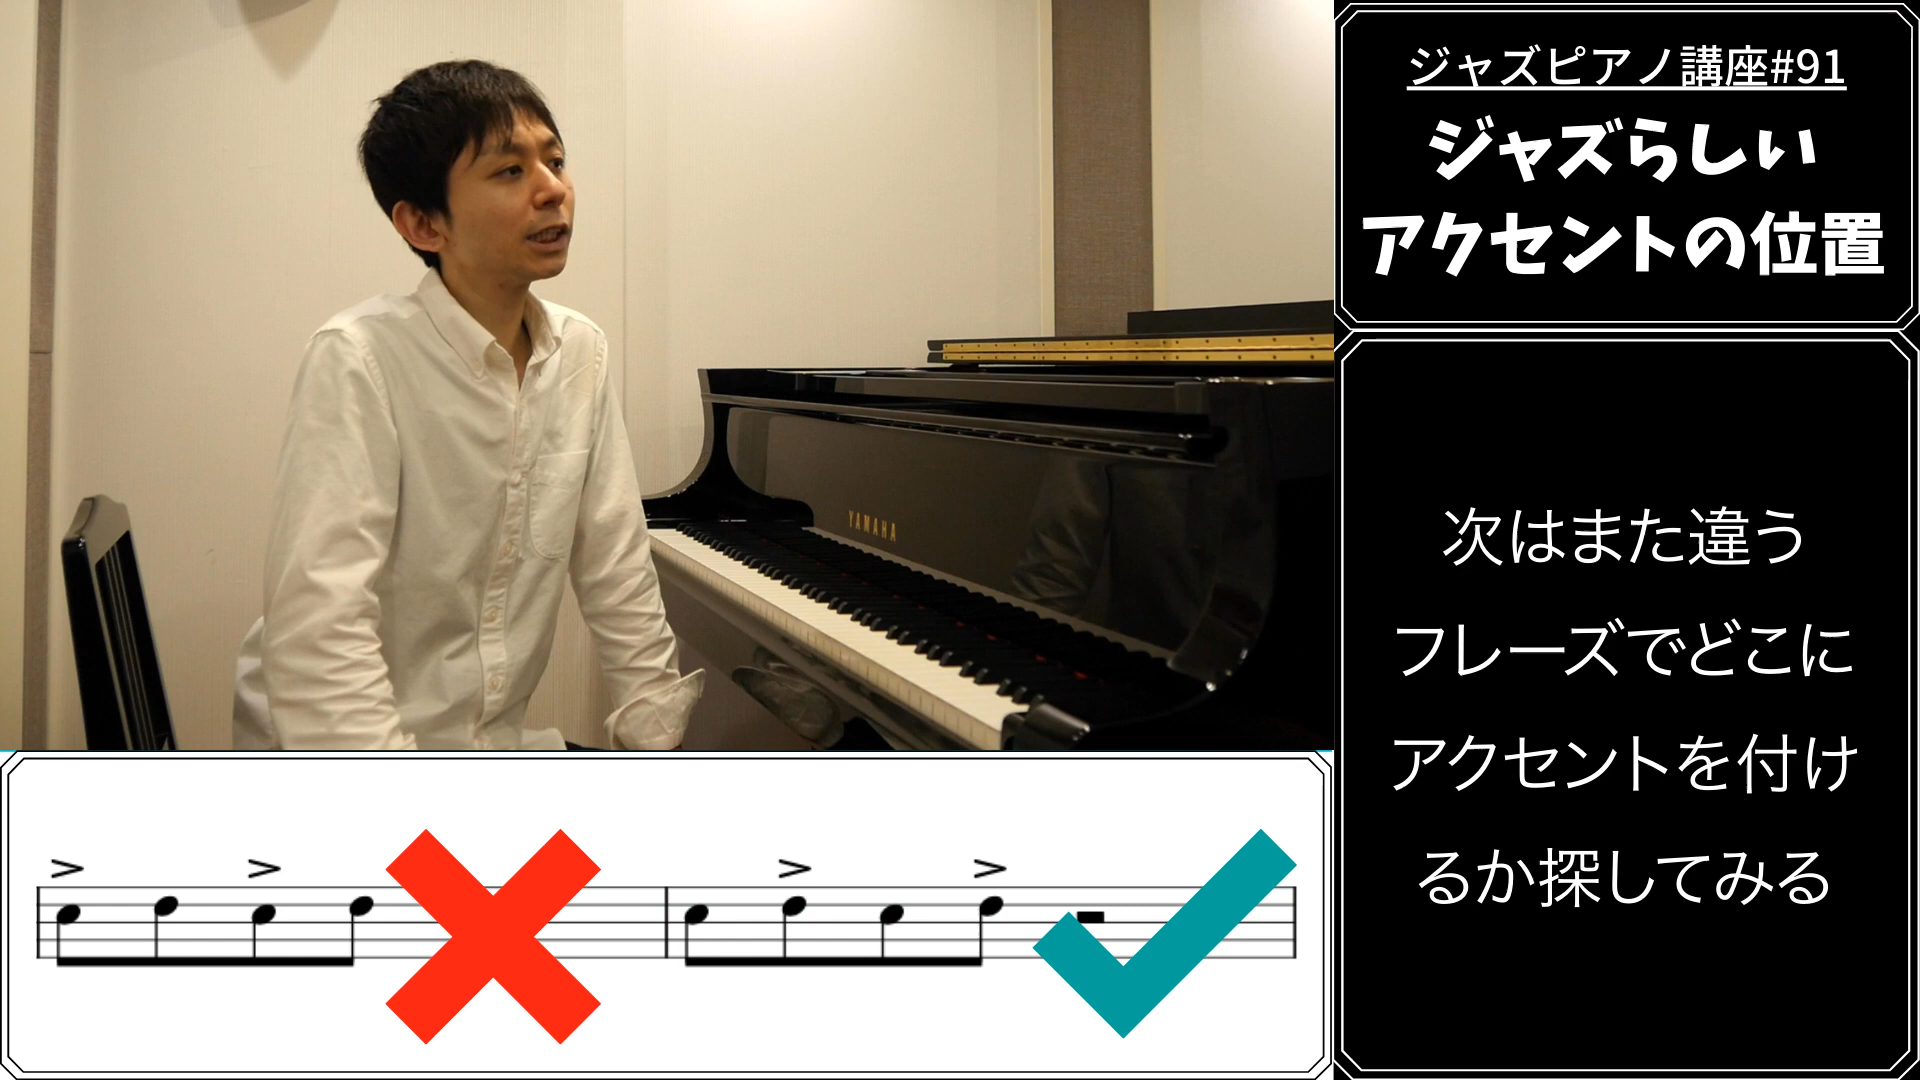 ジャズピアノ講座#91
ジャズらしい
アクセントの位置
YAMAHA
次はまた違う
フレーズでどこに
アクセントを付け
るか探してみる